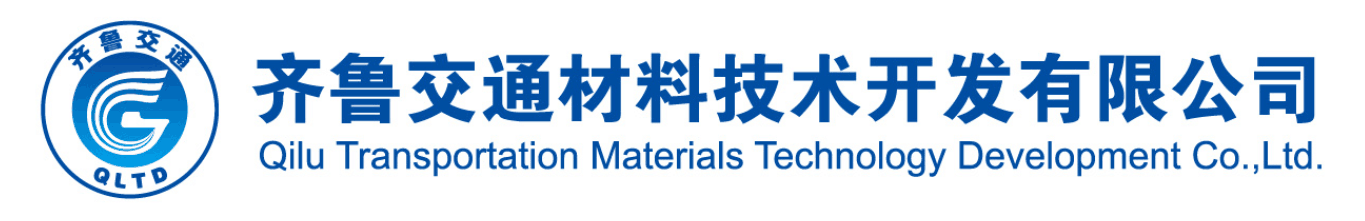 齐鲁交通
QLTD
齐鲁交通材料技术开发有限公司
Qilu Transportation Materials Technology Development Co.,Ltd.